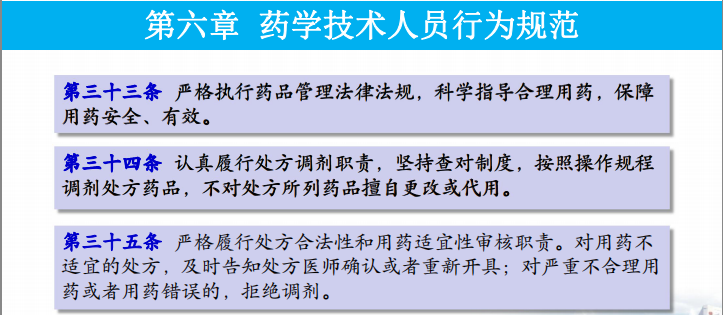 第六章 药学技术人员行为规范
第三十三条 严格执行药品管理法律法规，科学指导合理用药，保障
用药安全、有效。
第三十四条 认真履行处方调剂职责，坚持查对制度，按照操作规程
调剂处方药品，不对处方所列药品擅自更改或代用。
第三十五条 严格履行处方合法性和用药适宜性审核职责。对用药不
适宜的处方，及时告知处方医师确认或者重新开具；对严重不合理用
药或者用药错误的，拒绝调剂。